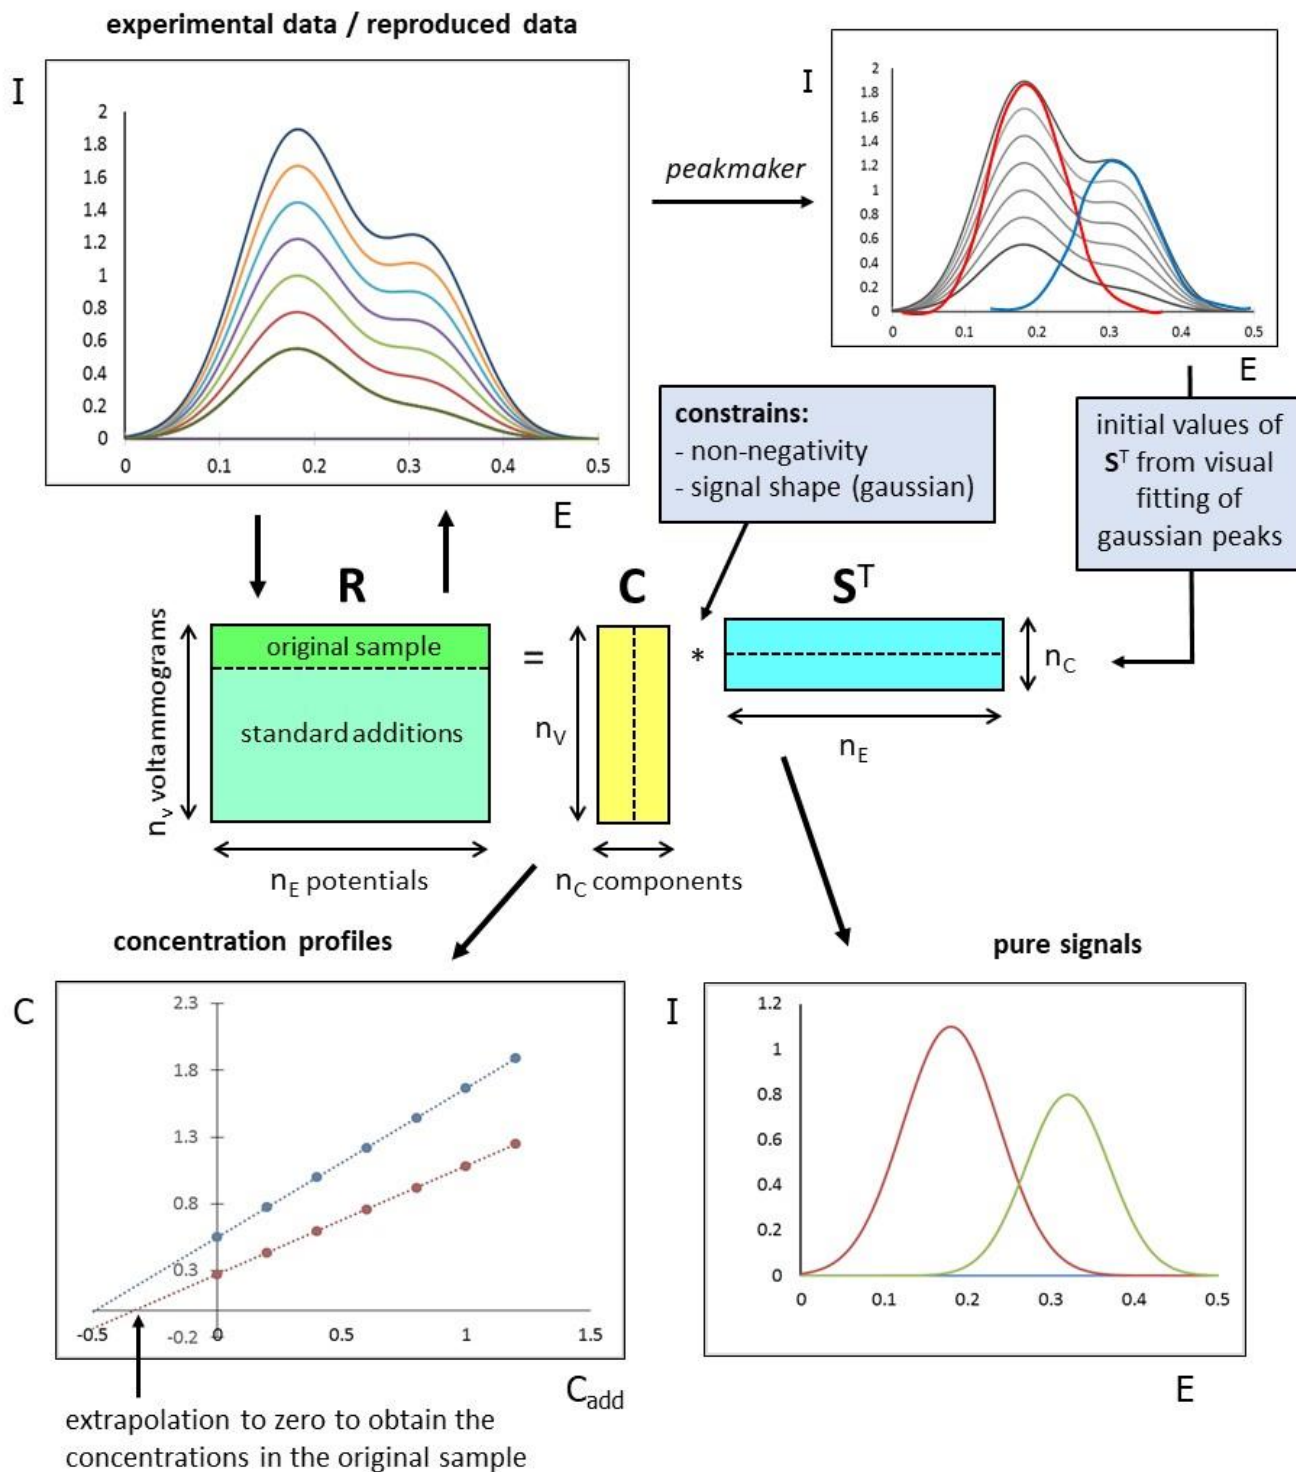 experimental data / reproduced data
I
2
1.8
1.6
1.4
1.2
1
0.8
0.6
0.4
0.2
0
0 0.1 0.2 0.3 0.4 0.5
E
peakmaker
I
2
1.8
1.6
1.4
1.2
1
0.8
0.6
0.4
0.2
0
0 0.1 0.2 0.3 0.4 0.5
E
constrains:
- non-negativity
- signal shape (gaussian)
initial values of
Sᵀ from visual
fitting of
gaussian peaks
R
C
Sᵀ
n_v voltammograms
original sample
standard additions
=
n_V
*
n_C
n_E
n_E potentials
n_C components
concentration profiles
C
2.3
1.8
1.3
0.8
0.3
-0.2
-0.5 0 0.5 1 1.5
C_add
extrapolation to zero to obtain the
concentrations in the original sample
pure signals
I
1.2
1
0.8
0.6
0.4
0.2
0
0 0.1 0.2 0.3 0.4 0.5
E